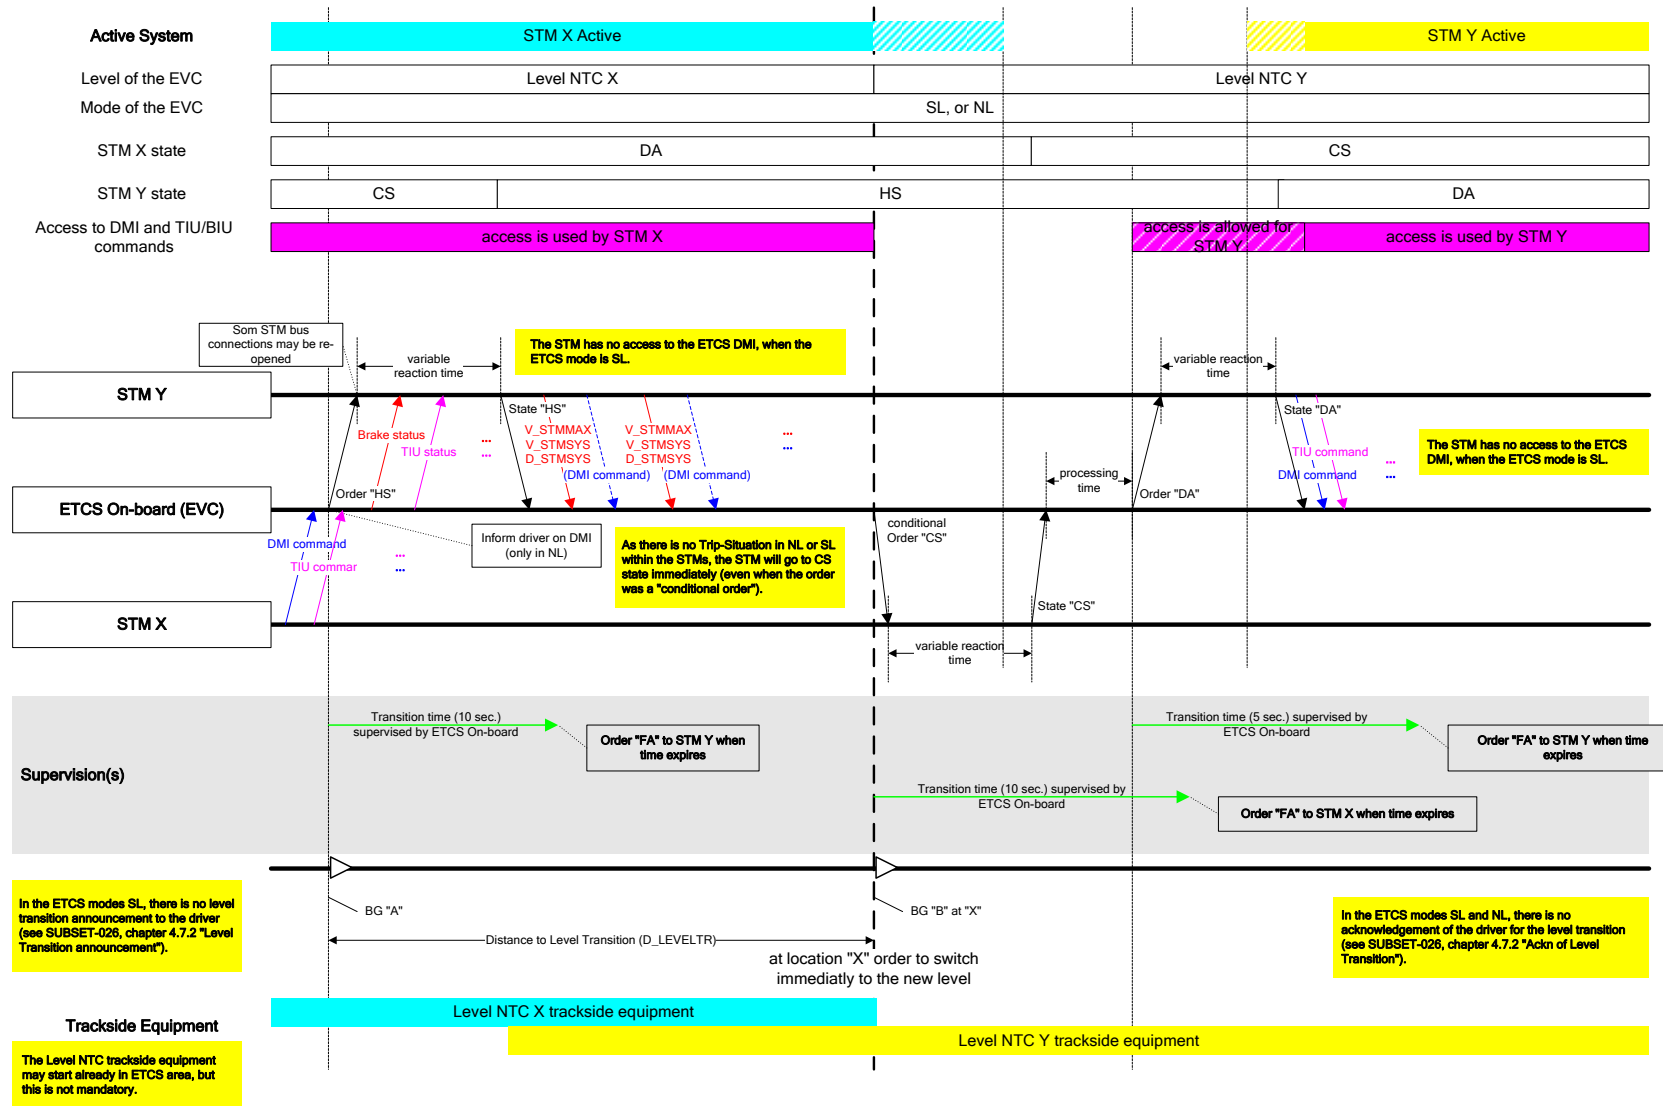 Active System
STM X Active
STM Y Active
Level of the EVC
Level NTC X
Level NTC Y
Mode of the EVC
SL, or NL
STM X state
DA
CS
STM Y state
CS
HS
DA
Access to DMI and TIU/BIU
commands
access is used by STM X
access is allowed for
STM Y
access is used by STM Y
Som STM bus
connections may be re-
opened
variable
reaction time
The STM has no access to the ETCS DMI, when the
ETCS mode is SL.
variable reaction
time
STM Y
Brake status
TIU status
...
...
State "HS"
V_STMMAX
V_STMSYS
D_STMSYS
(DMI command)
V_STMMAX
V_STMSYS
D_STMSYS
(DMI command)
...
...
State "DA"
TIU command
DMI command
...
...
The STM has no access to the ETCS
DMI, when the ETCS mode is SL.
processing
time
Order "HS"
Order "DA"
ETCS On-board (EVC)
DMI command
TIU commar
...
...
Inform driver on DMI
(only in NL)
As there is no Trip-Situation in NL or SL
within the STMs, the STM will go to CS
state immediately (even when the order
was a "conditional order").
conditional
Order "CS"
State "CS"
STM X
variable reaction
time
Supervision(s)
Transition time (10 sec.)
supervised by ETCS On-board
Order "FA" to STM Y when
time expires
Transition time (5 sec.) supervised by
ETCS On-board
Order "FA" to STM Y when time
expires
Transition time (10 sec.) supervised by
ETCS On-board
Order "FA" to STM X when time expires
In the ETCS modes SL, there is no level
transition announcement to the driver
(see SUBSET-026, chapter 4.7.2 "Level
Transition announcement").
BG "A"
BG "B" at "X"
Distance to Level Transition (D_LEVELTR)
at location "X" order to switch
immediatly to the new level
In the ETCS modes SL and NL, there is no
acknowledgement of the driver for the level transition
(see SUBSET-026, chapter 4.7.2 "Ackn of Level
Transition").
Trackside Equipment
Level NTC X trackside equipment
Level NTC Y trackside equipment
The Level NTC trackside equipment
may start already in ETCS area, but
this is not mandatory.